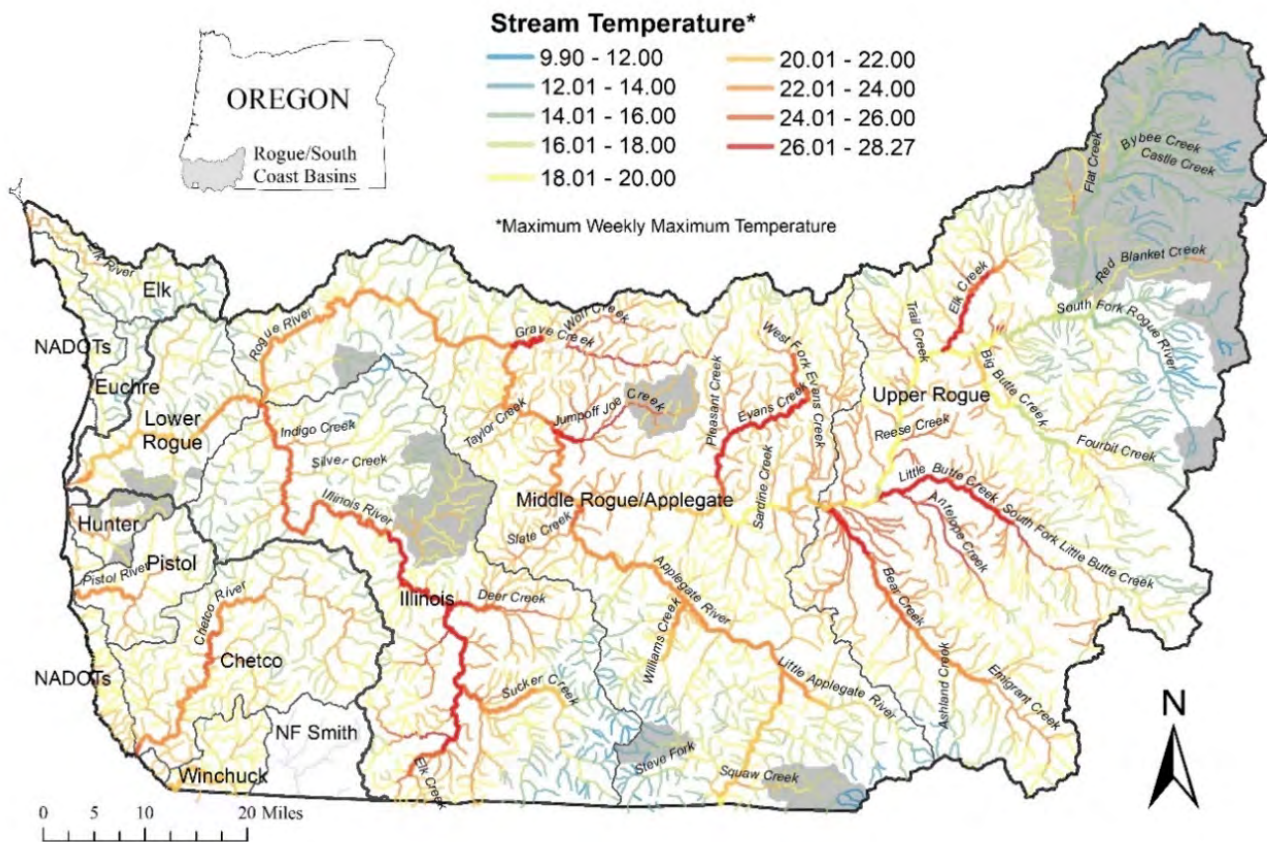 Stream Temperature*
9.90 - 12.00
12.01 - 14.00
14.01 - 16.00
16.01 - 18.00
18.01 - 20.00
20.01 - 22.00
22.01 - 24.00
24.01 - 26.00
26.01 - 28.27
*Maximum Weekly Maximum Temperature
OREGON
Rogue/South
Coast Basins
Flat Creek
Bybee Creek
Castle Creek
Red Blanket Creek
South Fork Rogue River
Elk Creek
Trail Creek
Big Butte Creek
Upper Rogue
Fourbit Creek
Reese Creek
Little Butte Creek
South Fork Little Butte Creek
Antelope Creek
Bear Creek
Emigrant Creek
Ashland Creek
River
Elk
NADOTs
Euchre
Lower
Rogue
Rogue River
Grave Creek
Wolf Creek
West Fork Evans Creek
Pleasant Creek
Evans Creek
Jumpoff Joe Creek
Taylor Creek
Sardine Creek
Indigo Creek
Silver Creek
Illinois River
Middle Rogue/Applegate
Slate Creek
Hunter
Pistol
Pistol River
Chetco River
Chetco
Illinois
Deer Creek
Applegate River
Williams Creek
Little Applegate River
Sucker Creek
NADOTs
NF Smith
Winchuck
Elk Creek
Steve Fork
Squaw Creek
N
0 5 10 20 Miles